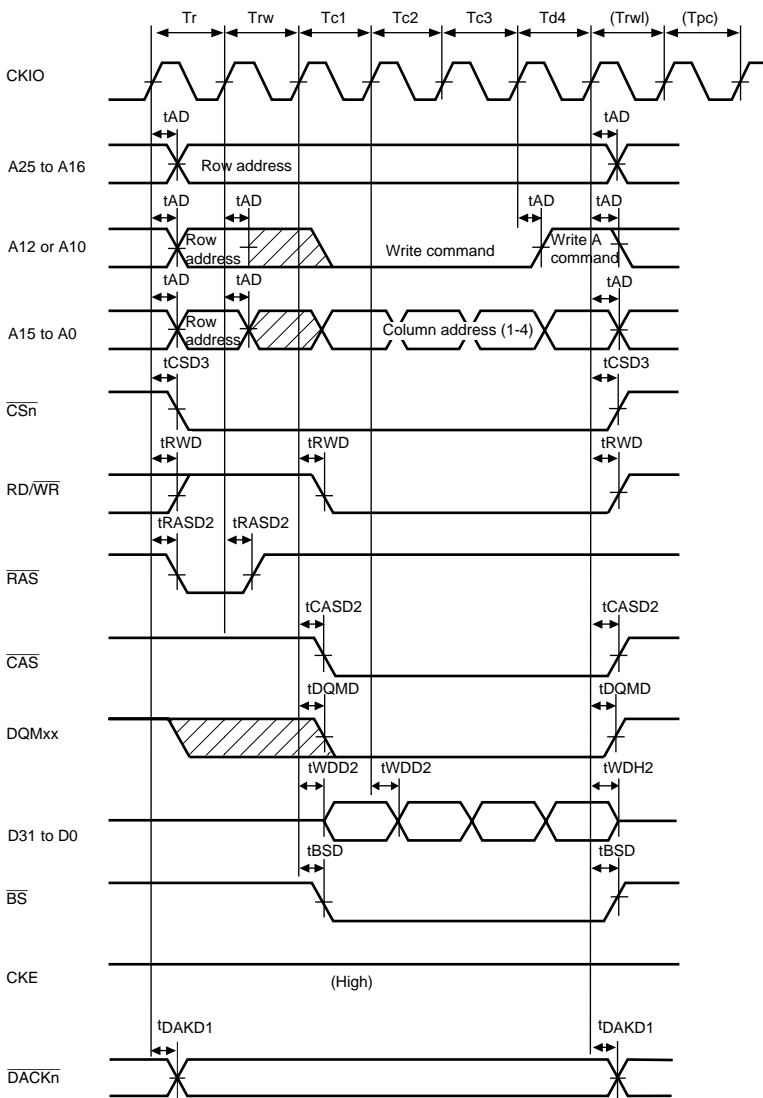 Tr Trw Tc1 Tc2 Tc3 Td4 (Trwl) (Tpc)
CKIO
tAD tAD
A25 to A16 Row address
tAD tAD tAD tAD
A12 or A10 Row address Write command Write A command
tAD tAD tAD
A15 to A0 Row address Column address (1-4)
tCSD3 tCSD3
CSn
tRWD tRWD tRWD
RD/WR
tRASD2 tRASD2
RAS
tCASD2 tCASD2
CAS
tDQMD tDQMD
DQMxx
tWDD2 tWDD2 tWDH2
D31 to D0
tBSD tBSD
BS
CKE (High)
tDAKD1 tDAKD1
DACKn